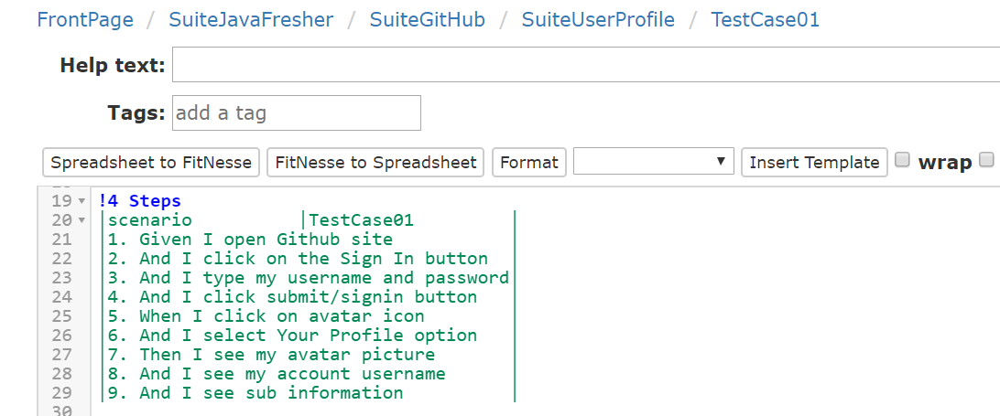 FrontPage / SuiteJavaFresher / SuiteGitHub / SuiteUserProfile / TestCase01
Help text:
Tags: add a tag
Spreadsheet to FitNesse FitNesse to Spreadsheet Format Insert Template wrap
19 !4 Steps
20 |scenario |TestCase01 |
21 |1. Given I open Github site |
22 |2. And I click on the Sign In button |
23 |3. And I type my username and password|
24 |4. And I click submit/signin button |
25 |5. When I click on avatar icon |
26 |6. And I select Your Profile option |
27 |7. Then I see my avatar picture |
28 |8. And I see my account username |
29 |9. And I see sub information |
30